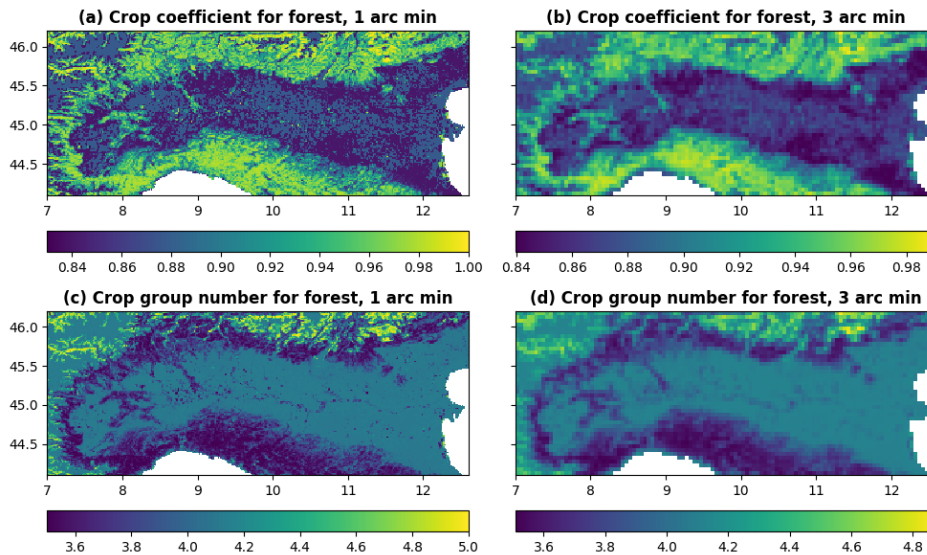 (a) Crop coefficient for forest, 1 arc min
(b) Crop coefficient for forest, 3 arc min
46.0
45.5
45.0
44.5
7 8 9 10 11 12
7 8 9 10 11 12
0.84 0.86 0.88 0.90 0.92 0.94 0.96 0.98 1.00
0.84 0.86 0.88 0.90 0.92 0.94 0.96 0.98
(c) Crop group number for forest, 1 arc min
(d) Crop group number for forest, 3 arc min
46.0
45.5
45.0
44.5
7 8 9 10 11 12
7 8 9 10 11 12
3.6 3.8 4.0 4.2 4.4 4.6 4.8 5.0
3.6 3.8 4.0 4.2 4.4 4.6 4.8